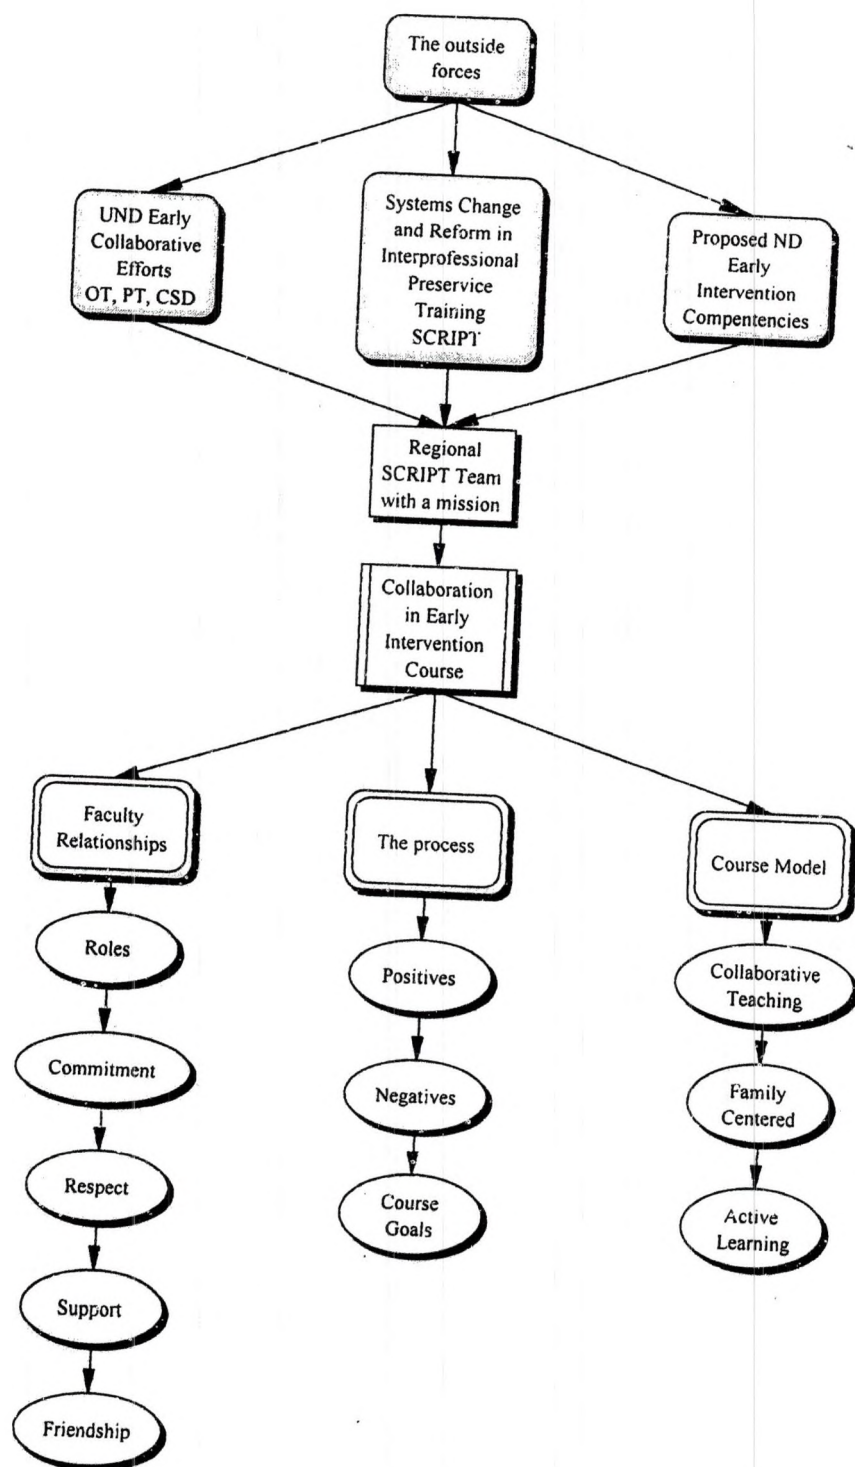 The outside
forces
UND Early
Collaborative
Efforts
OT, PT, CSD
Systems Change
and Reform in
Interprofessional
Preservice
Training
SCRIPT
Proposed ND
Early
Intervention
Compentencies
Regional
SCRIPT Team
with a mission
Collaboration
in Early
Intervention
Course
Faculty
Relationships
Roles
Commitment
Respect
Support
Friendship
The process
Positives
Negatives
Course
Goals
Course Model
Collaborative
Teaching
Family
Centered
Active
Learning